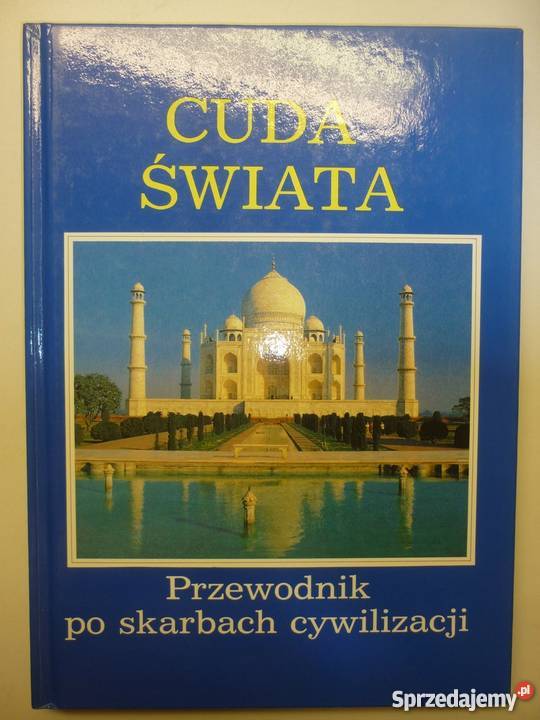 CUDA
ŚWIATA
Przewodnik
po skarbach cywilizacji
Sprzedajemy.pl